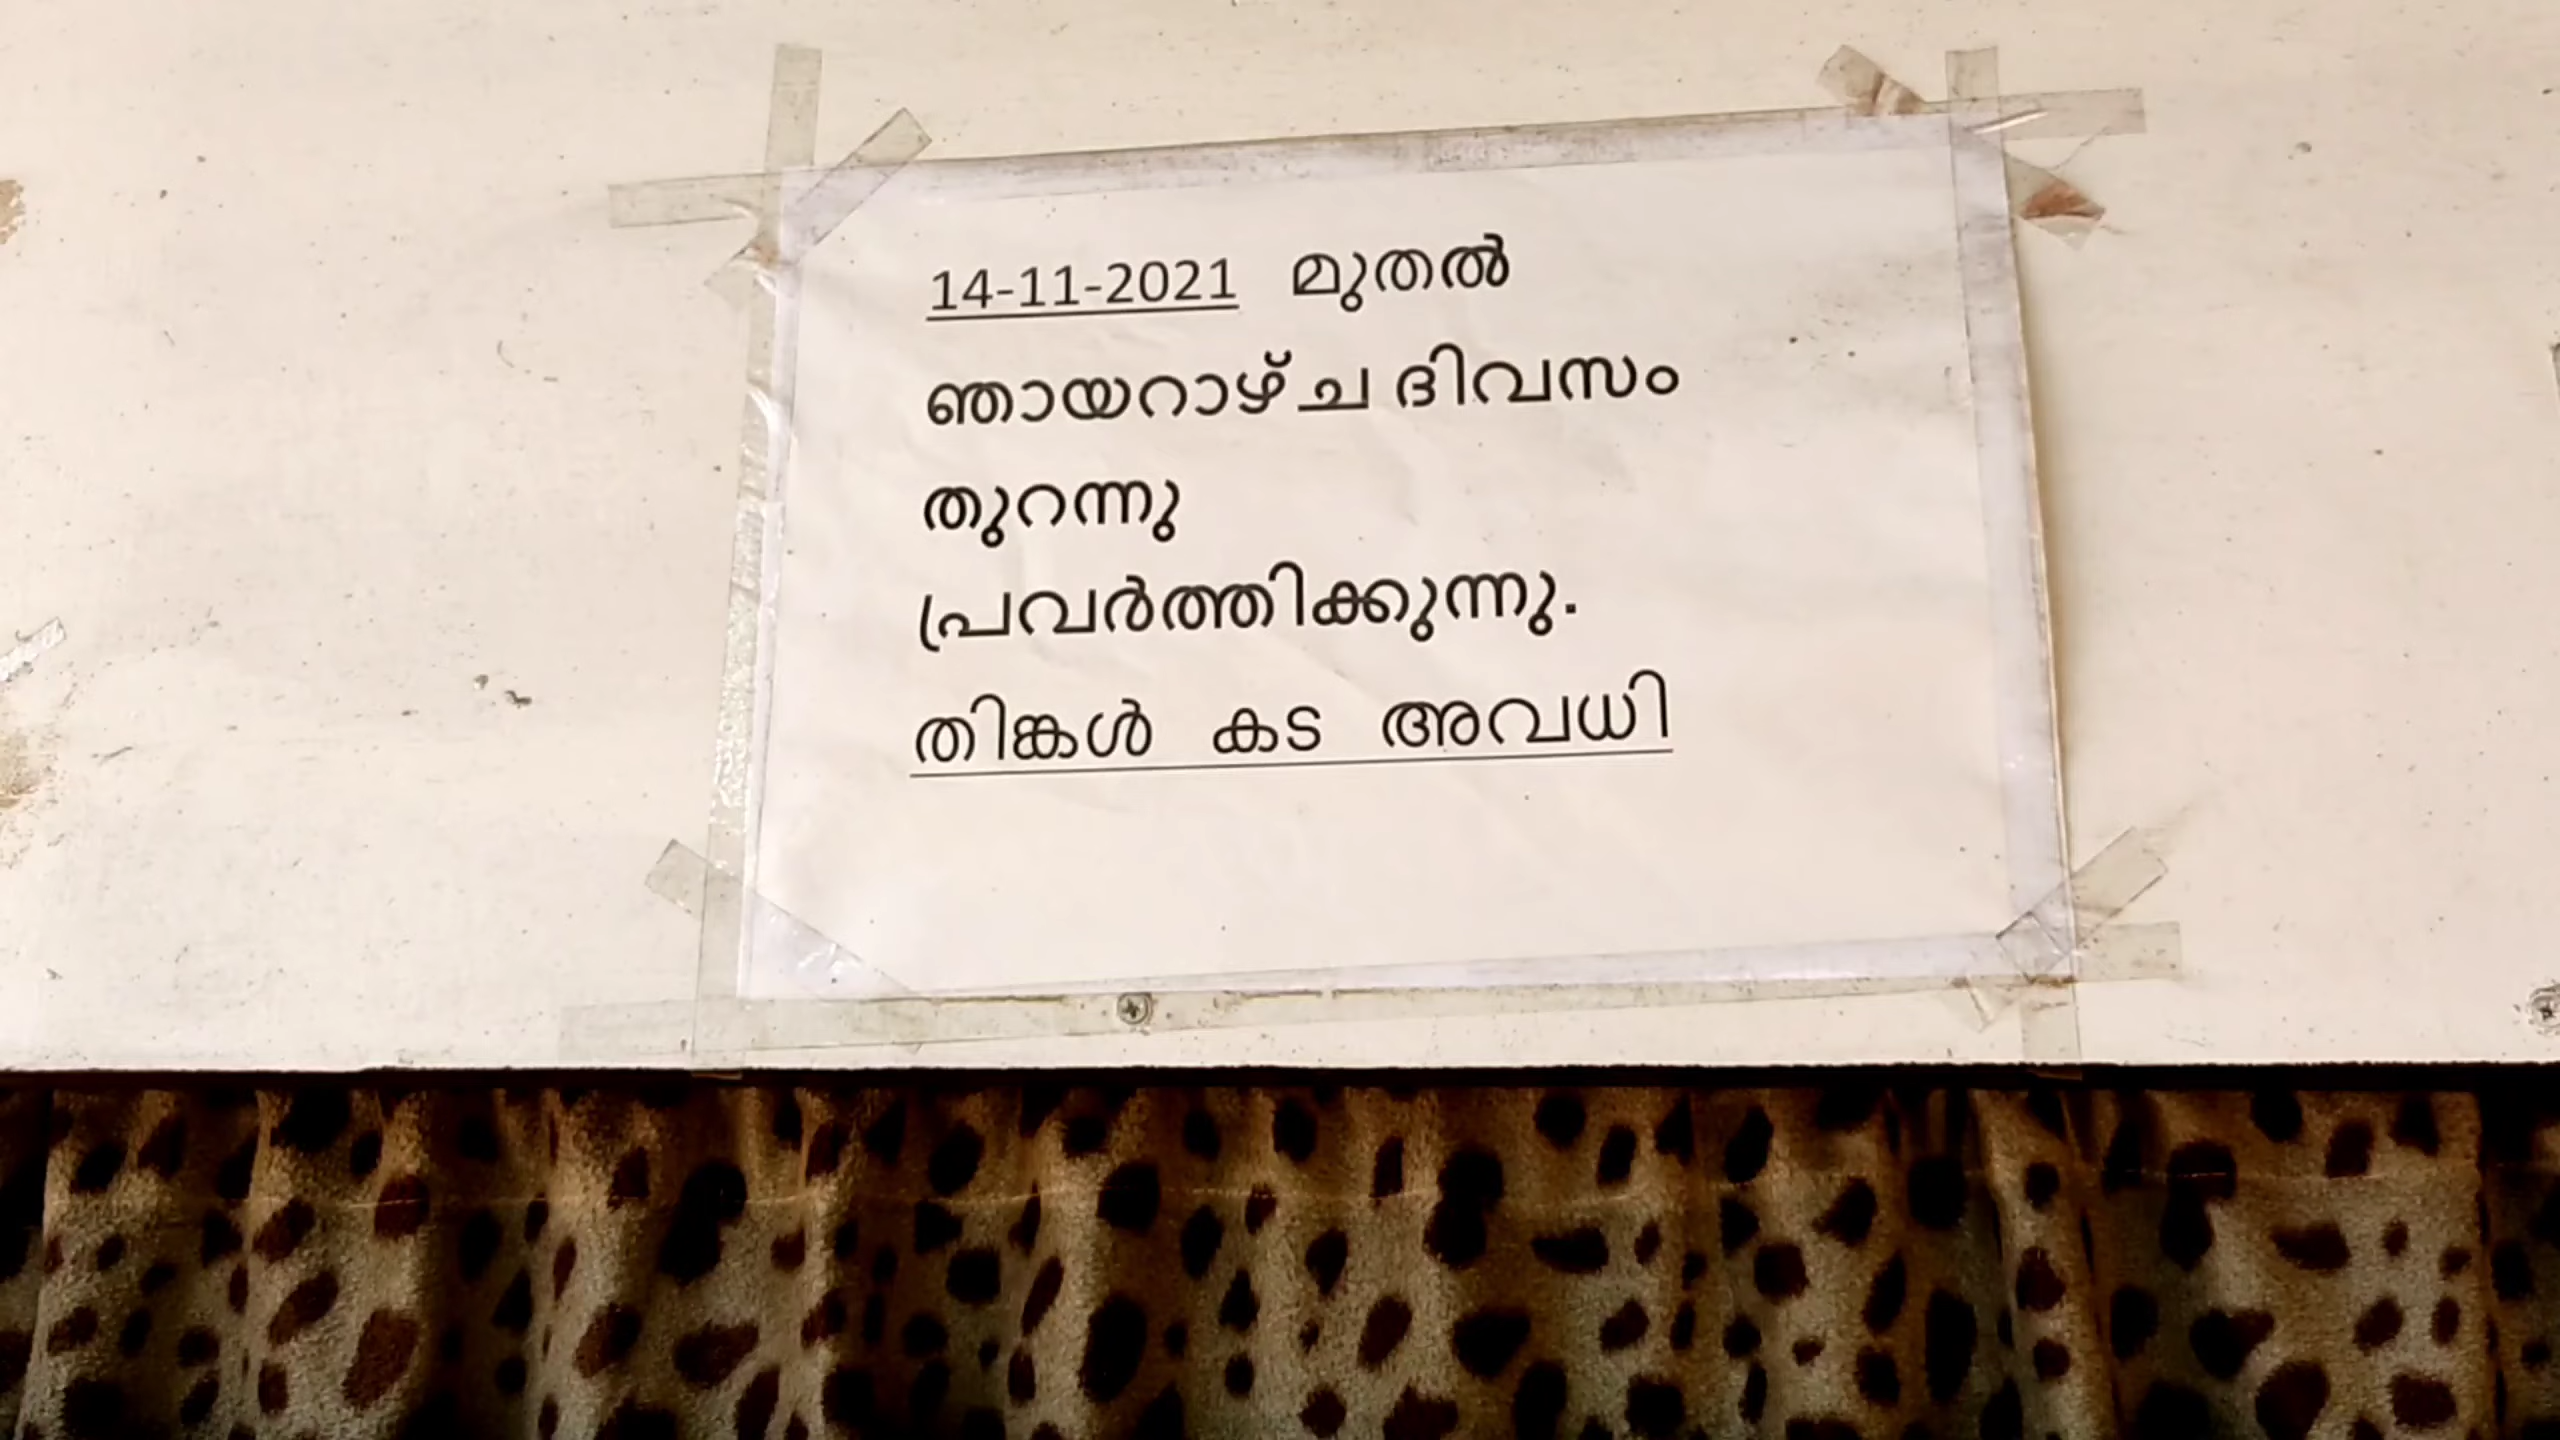 14-11-2021 മുതൽ
ഞായറാഴ്ച ദിവസം
തുറന്നു
പ്രവർത്തിക്കുന്നു.
തിങ്കൾ കട അവധി